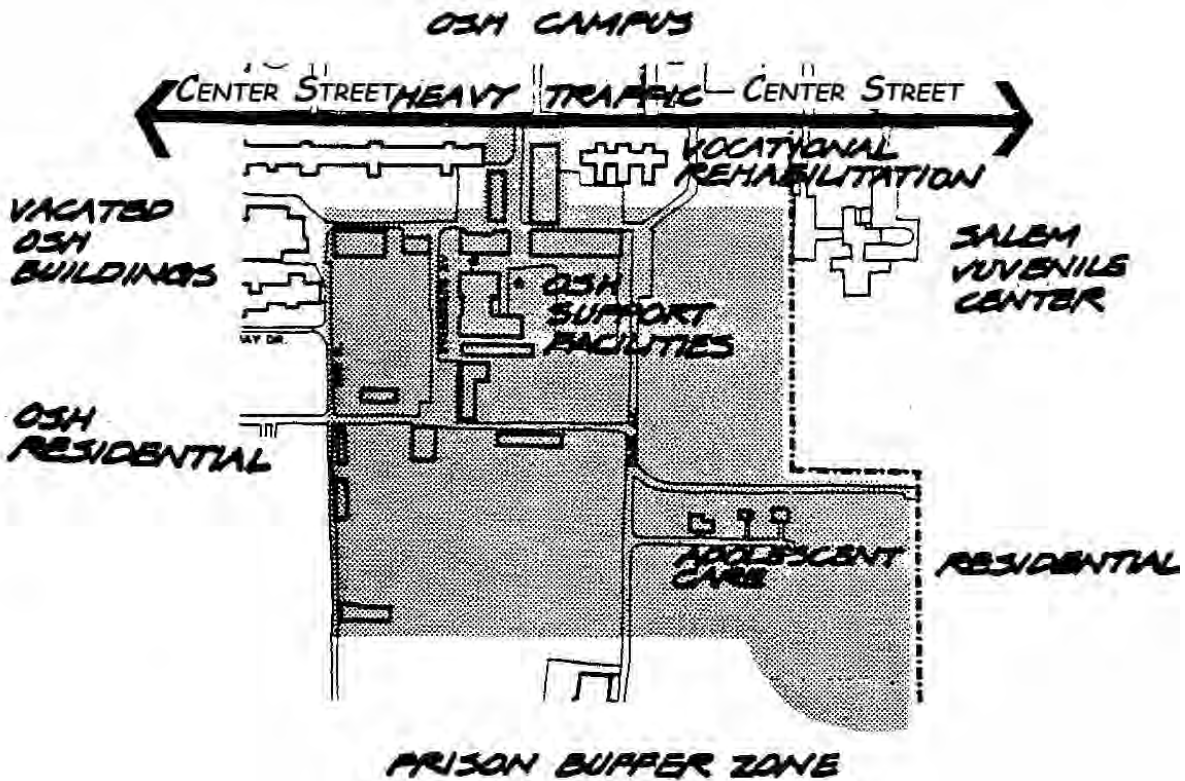 OSH CAMPUS
CENTER STREET HEAVY TRAFFIC CENTER STREET
VOCATIONAL
REHABILITATION
VACATED
OSH
BUILDINGS
SALEM
JUVENILE
CENTER
OSH
SUPPORT
FACILITIES
DR.
OSH
RESIDENTIAL
ADOLESCENT
CARE
RESIDENTIAL
PRISON BUFFER ZONE